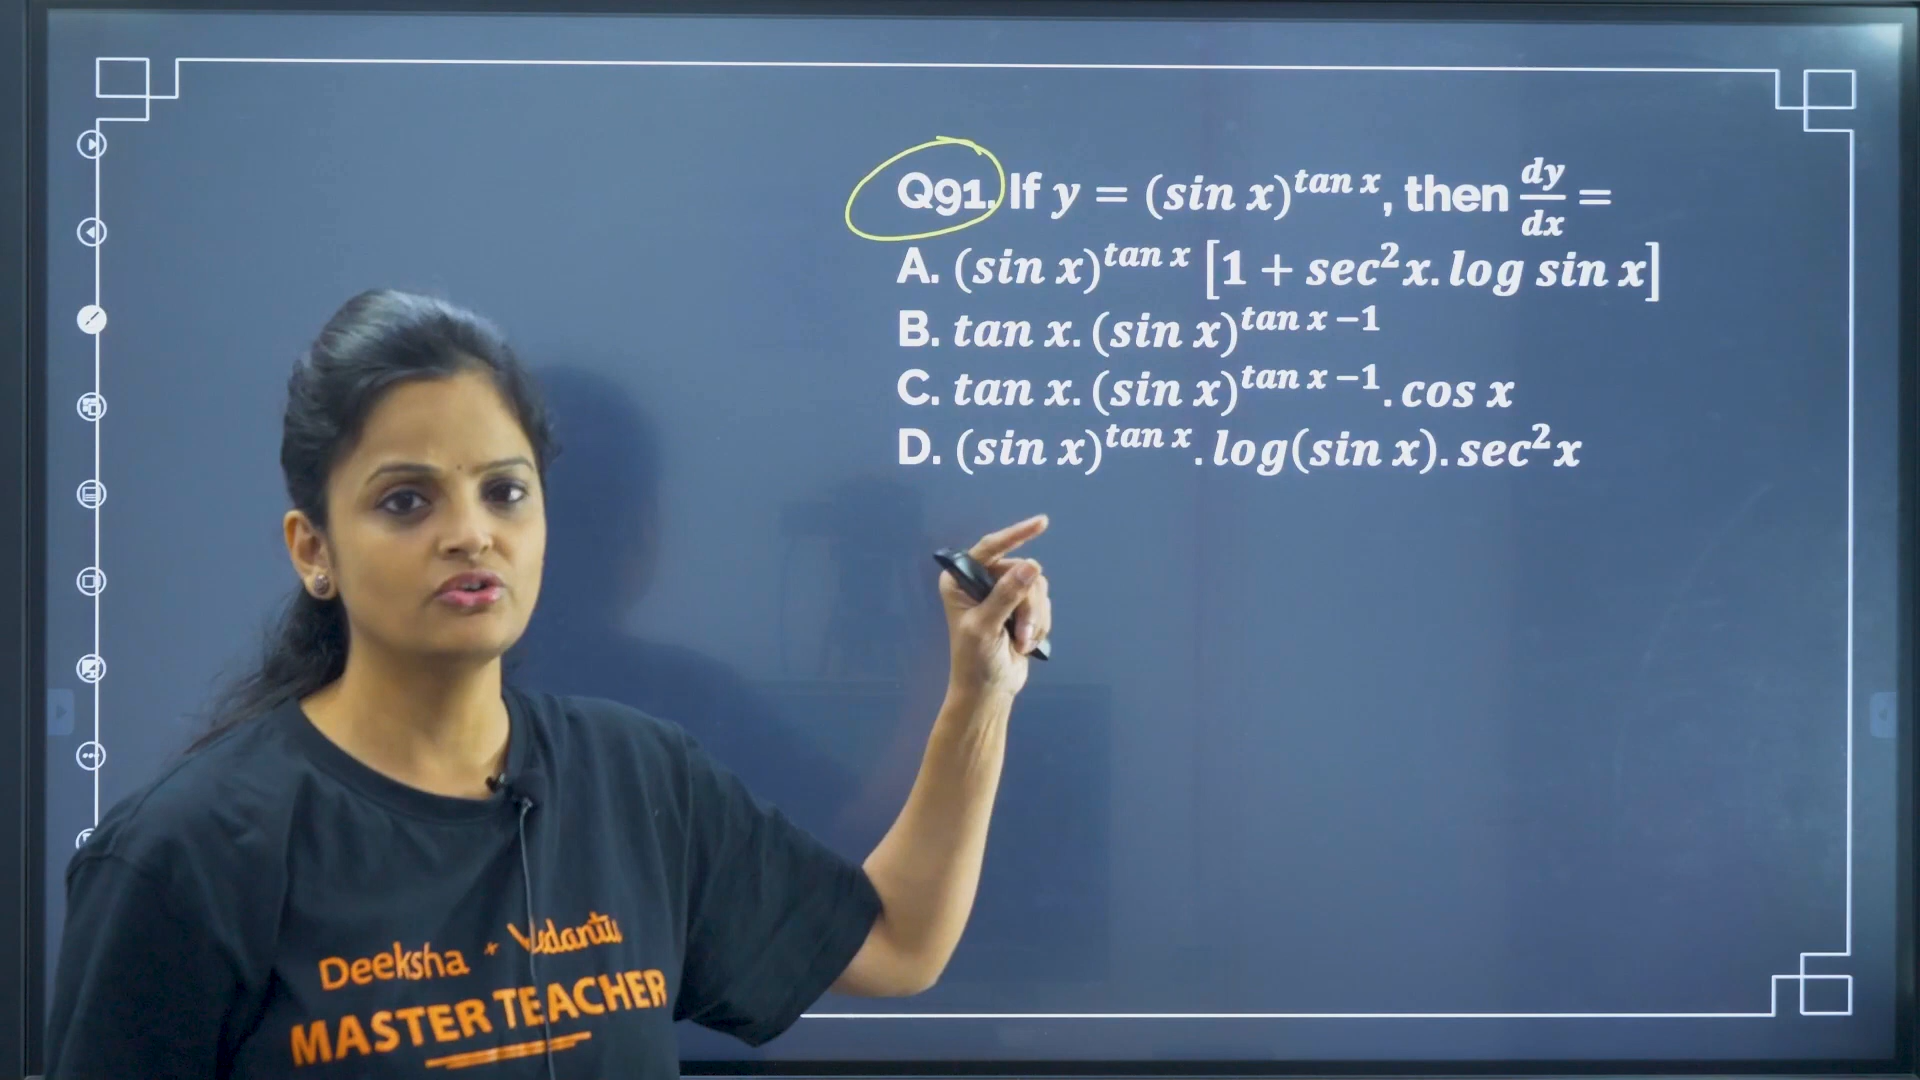 Q91. If y = (sin x)^{tan x}, then \frac{dy}{dx} =
A. (sin x)^{tan x} [1 + sec²x. log sin x]
B. tan x. (sin x)^{tan x −1}
C. tan x. (sin x)^{tan x −1}. cos x
D. (sin x)^{tan x}. log(sin x). sec²x
Deeksha + Vedantu
MASTER TEACHER